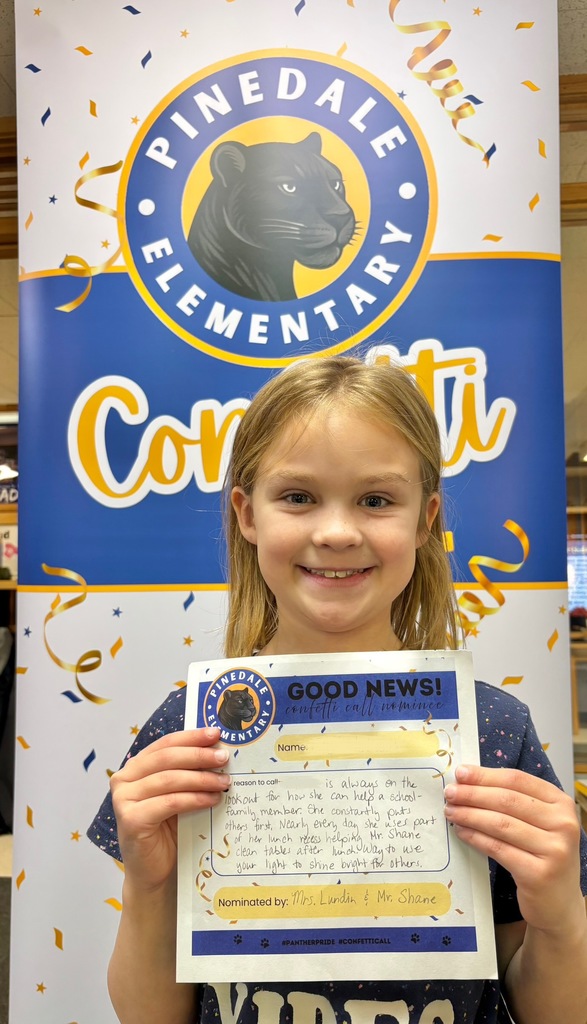 PINEDALE
ELEMENTARY
Con tti
PINEDALE
ELEMENTARY
GOOD NEWS!
confetti call nominee
Name
reason to call- is always on the
lookout for how she can help a school-
family member. She constantly puts
others first. Nearly every day she uses part
of her lunch recess helping Mr. Shane
clean tables after lunch. Way to use
your light to shine bright for others.
Nominated by: Mrs. Lundin & Mr. Shane
#PANTHERPRIDE #CONFETTICALL
VIBES